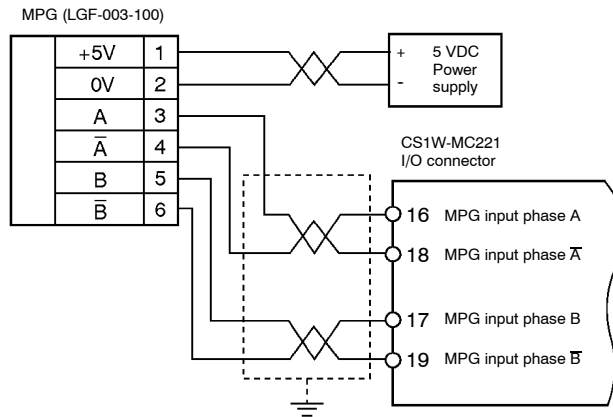 MPG (LGF-003-100)
+5V 1
0V 2
A 3
A̅ 4
B 5
B̅ 6
+ 5 VDC
Power
- supply
CS1W-MC221
I/O connector
16 MPG input phase A
18 MPG input phase A̅
17 MPG input phase B
19 MPG input phase B̅